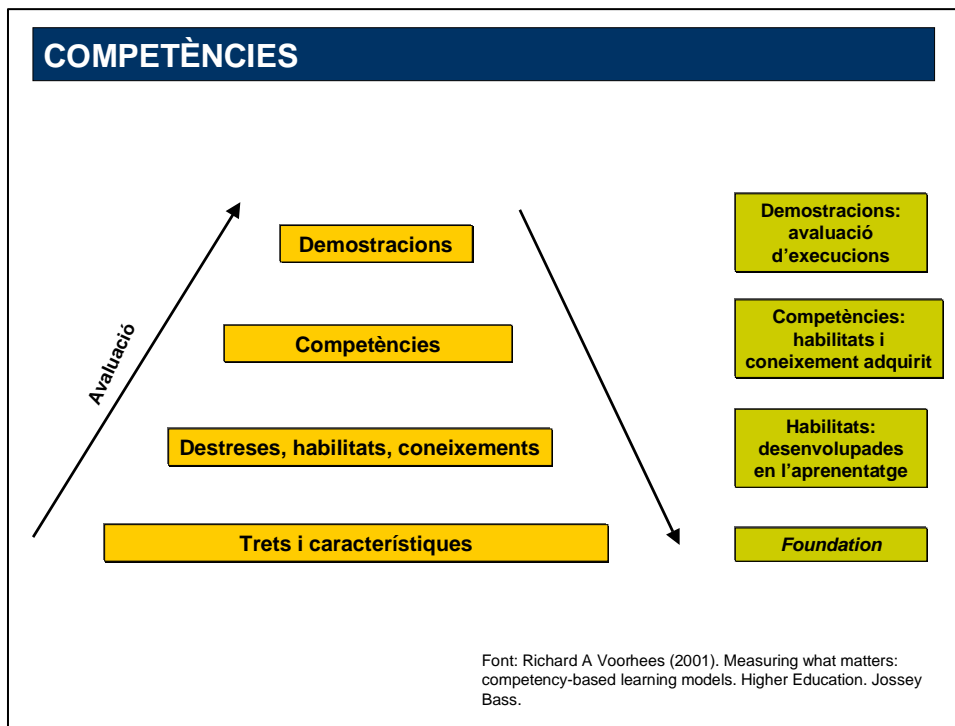 COMPETÈNCIES
Avaluació
Demostracions
Competències
Destreses, habilitats, coneixements
Trets i característiques
Demostracions:
avaluació
d’execucions
Competències:
habilitats i
coneixement adquirit
Habilitats:
desenvolupades
en l’aprenentatge
Foundation
Font: Richard A Voorhees (2001). Measuring what matters:
competency-based learning models. Higher Education. Jossey
Bass.